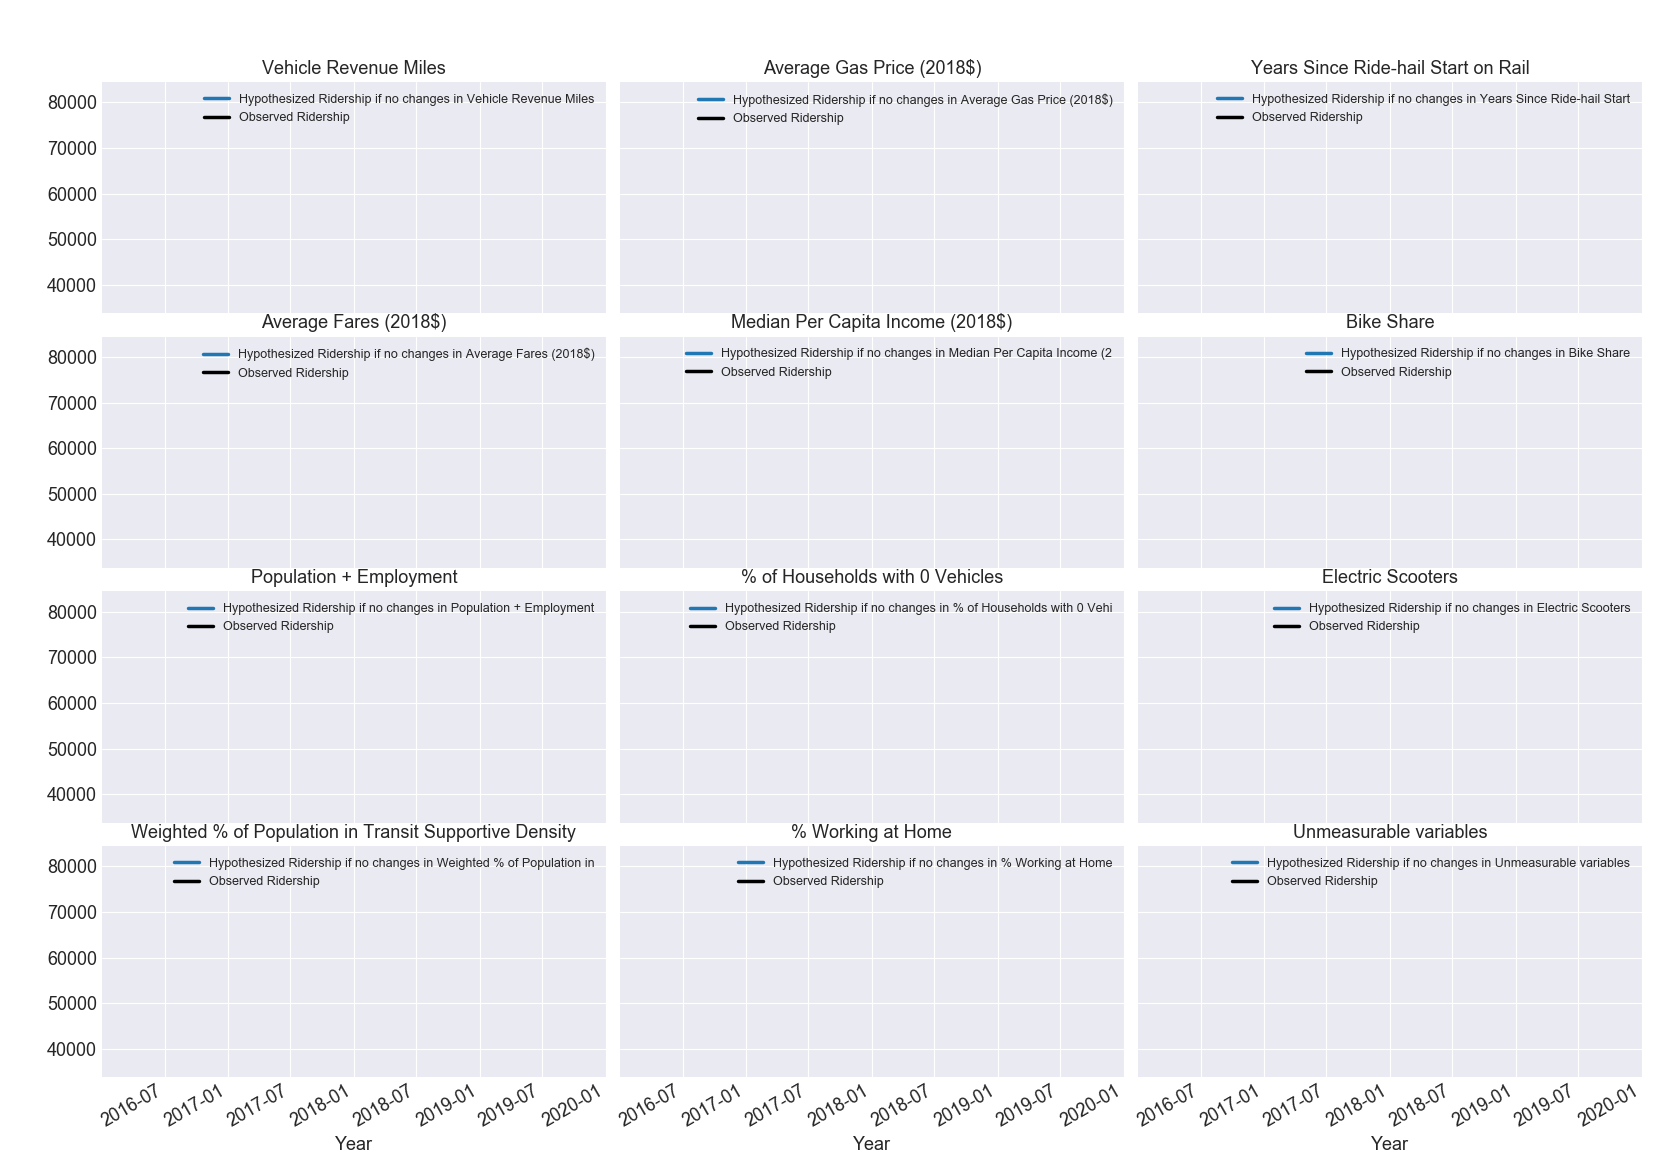 Vehicle Revenue Miles
Average Gas Price (2018$)
Years Since Ride-hail Start on Rail
80000
70000
60000
50000
40000
Hypothesized Ridership if no changes in Vehicle Revenue Miles
Observed Ridership
Hypothesized Ridership if no changes in Average Gas Price (2018$)
Observed Ridership
Hypothesized Ridership if no changes in Years Since Ride-hail Start
Observed Ridership
Average Fares (2018$)
Median Per Capita Income (2018$)
Bike Share
80000
70000
60000
50000
40000
Hypothesized Ridership if no changes in Average Fares (2018$)
Observed Ridership
Hypothesized Ridership if no changes in Median Per Capita Income (2
Observed Ridership
Hypothesized Ridership if no changes in Bike Share
Observed Ridership
Population + Employment
% of Households with 0 Vehicles
Electric Scooters
80000
70000
60000
50000
40000
Hypothesized Ridership if no changes in Population + Employment
Observed Ridership
Hypothesized Ridership if no changes in % of Households with 0 Vehi
Observed Ridership
Hypothesized Ridership if no changes in Electric Scooters
Observed Ridership
Weighted % of Population in Transit Supportive Density
% Working at Home
Unmeasurable variables
80000
70000
60000
50000
40000
Hypothesized Ridership if no changes in Weighted % of Population in
Observed Ridership
Hypothesized Ridership if no changes in % Working at Home
Observed Ridership
Hypothesized Ridership if no changes in Unmeasurable variables
Observed Ridership
2016-07 2017-01 2017-07 2018-01 2018-07 2019-01 2019-07 2020-01
2016-07 2017-01 2017-07 2018-01 2018-07 2019-01 2019-07 2020-01
2016-07 2017-01 2017-07 2018-01 2018-07 2019-01 2019-07 2020-01
Year
Year
Year